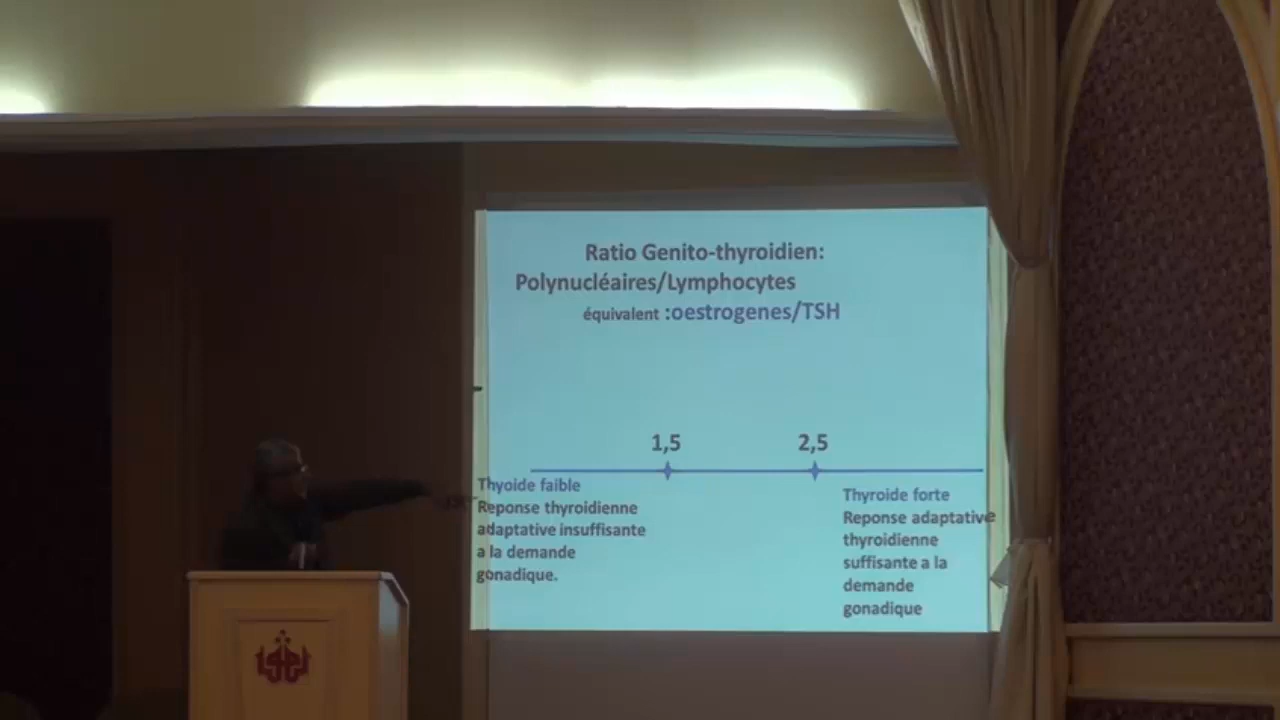 Ratio Genito-thyroidien:
Polynucléaires/Lymphocytes
équivalent :oestrogenes/TSH
1,5
2,5
Thyoide faible
Reponse thyroidienne
adaptative insuffisante
a la demande
gonadique.
Thyroide forte
Reponse adaptative
thyroidienne
suffisante a la
demande
gonadique